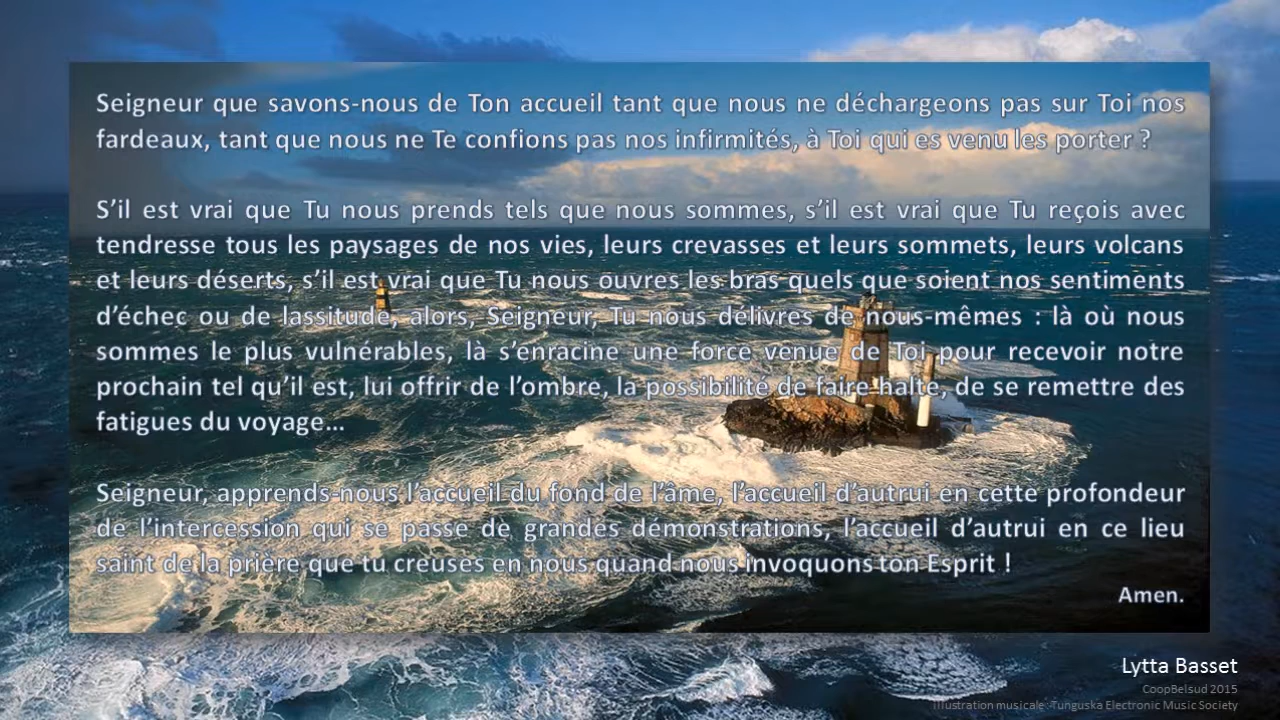 Seigneur que savons-nous de Ton accueil tant que nous ne déchargeons pas sur Toi nos
fardeaux, tant que nous ne Te confions pas nos infirmités, à Toi qui es venu les porter ?
S’il est vrai que Tu nous prends tels que nous sommes, s’il est vrai que Tu reçois avec
tendresse tous les paysages de nos vies, leurs crevasses et leurs sommets, leurs volcans
et leurs déserts, s’il est vrai que Tu nous ouvres les bras quels que soient nos sentiments
d’échec ou de lassitude, alors, Seigneur, Tu nous délivres de nous-mêmes : là où nous
sommes le plus vulnérables, là s’enracine une force venue de Toi pour recevoir notre
prochain tel qu’il est, lui offrir de l’ombre, la possibilité de faire halte, de se remettre des
fatigues du voyage…
Seigneur, apprends-nous l’accueil du fond de l’âme, l’accueil d’autrui en cette profondeur
de l’intercession qui se passe de grandes démonstrations, l’accueil d’autrui en ce lieu
saint de la prière que tu creuses en nous quand nous invoquons ton Esprit !
Amen.
Lytta Basset
CoopBelsud 2015
Illustration musicale : Tunguska Electronic Music Society